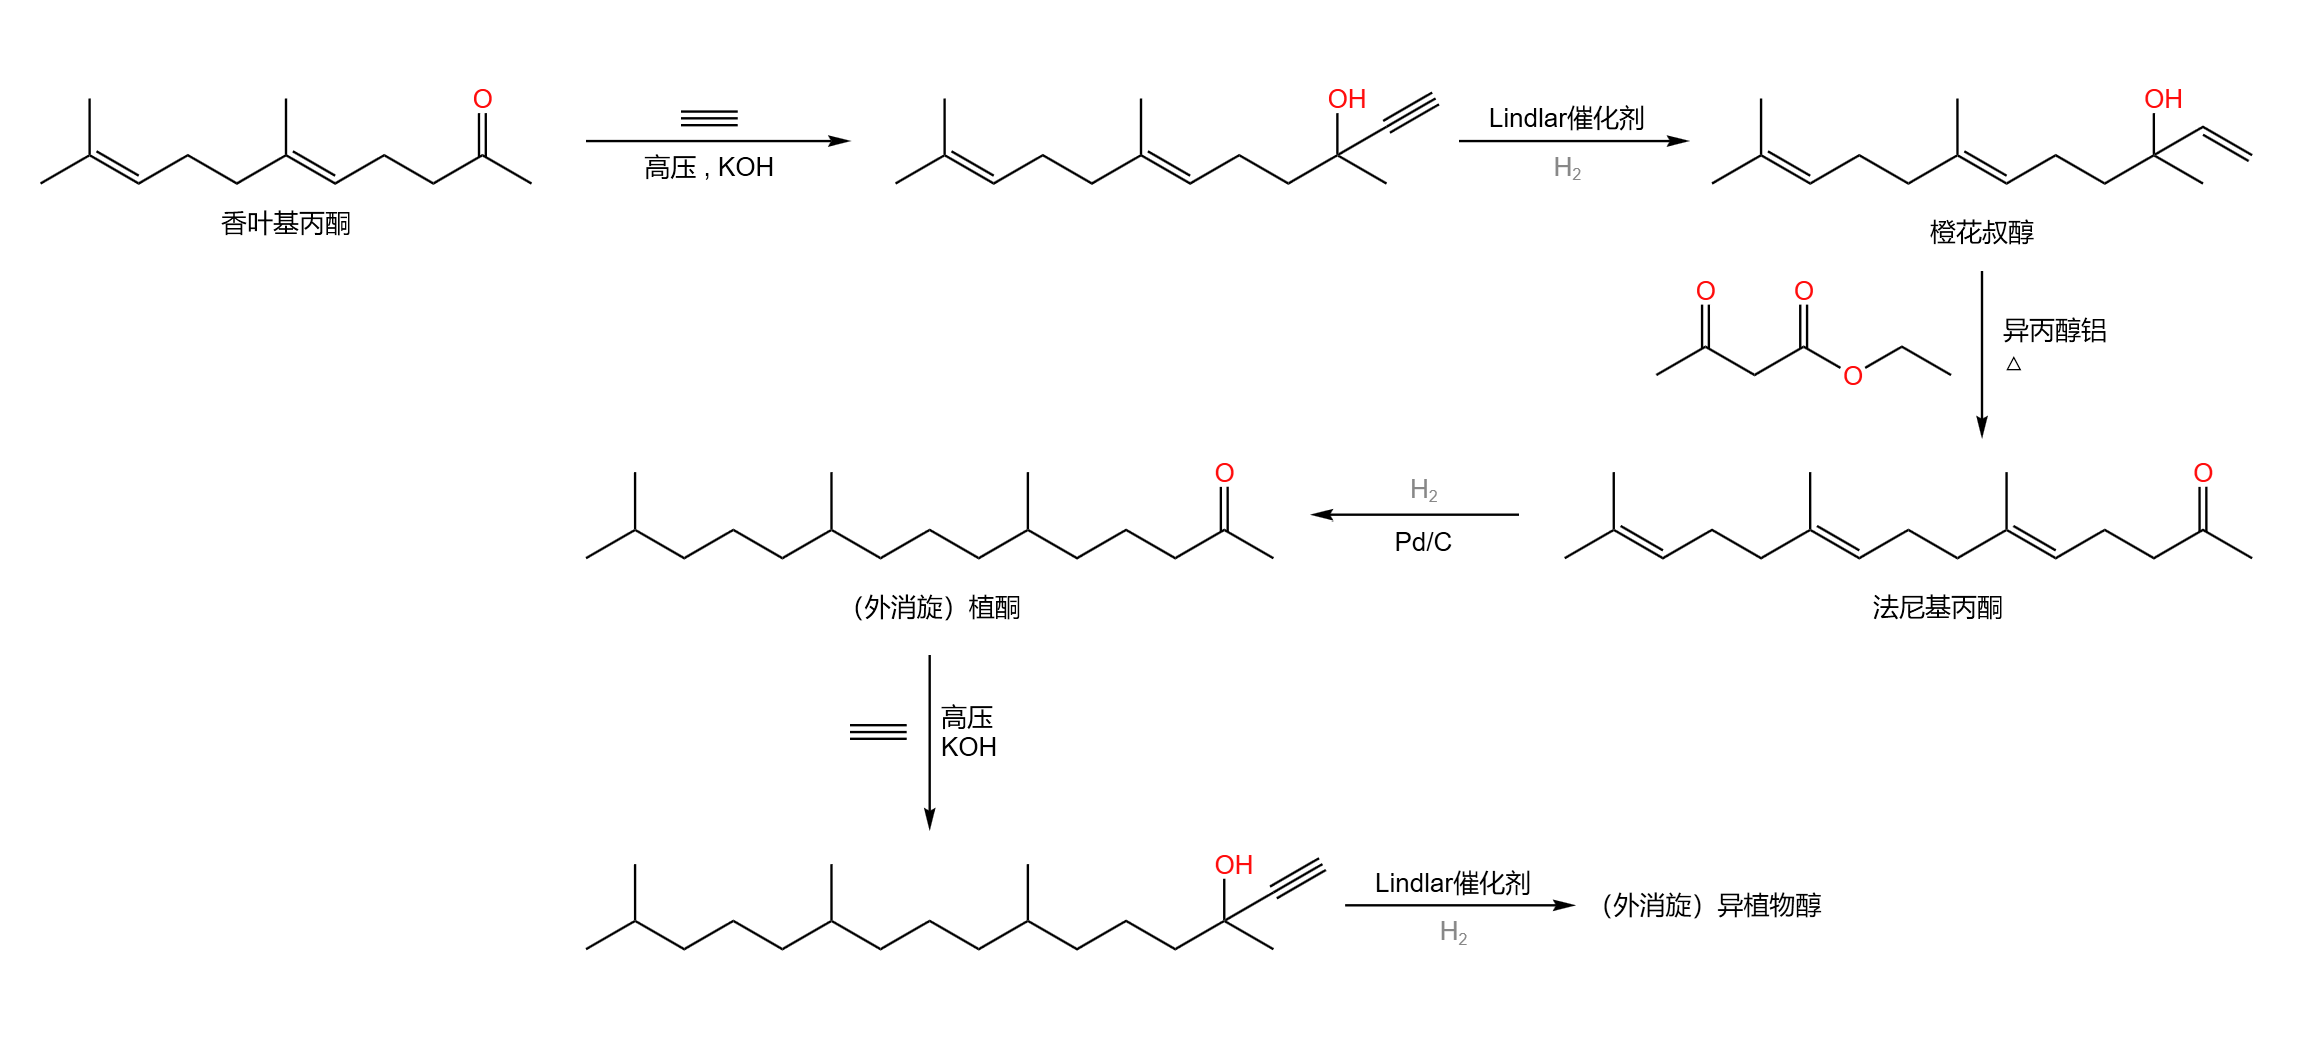 O
香叶基丙酮
高压 , KOH
OH
Lindlar催化剂
H₂
OH
橙花叔醇
O O
O
异丙醇铝
△
O
法尼基丙酮
H₂
Pd/C
O
（外消旋）植酮
高压
KOH
OH
Lindlar催化剂
H₂
（外消旋）异植物醇